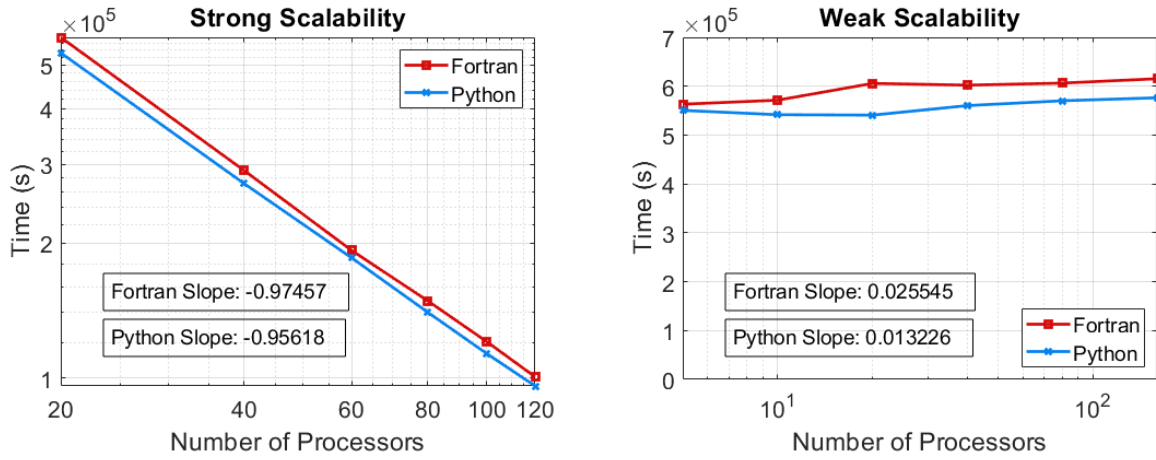 Strong Scalability
× 10^5
5
4
3
2
1
20 40 60 80 100 120
Time (s)
Number of Processors
Fortran
Python
Fortran Slope: -0.97457
Python Slope: -0.95618
Weak Scalability
× 10^5
7
6
5
4
3
2
1
0
10^1 10^2
Time (s)
Number of Processors
Fortran Slope: 0.025545
Python Slope: 0.013226
Fortran
Python